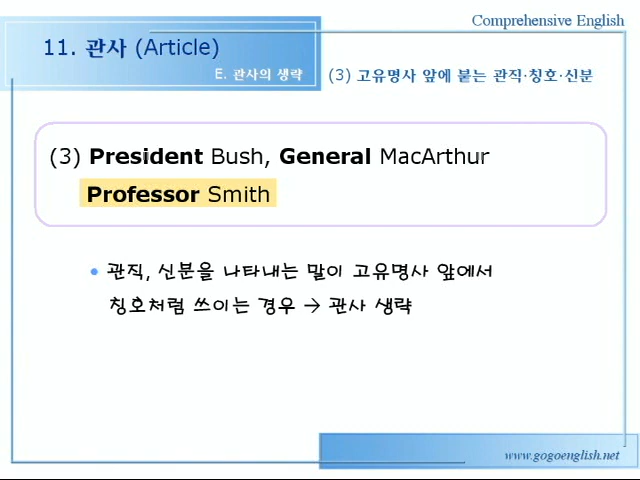 Comprehensive English
11. 관사 (Article)
E. 관사의 생략
(3) 고유명사 앞에 붙는 관직·칭호·신분
(3) President Bush, General MacArthur
Professor Smith
• 관직, 신분을 나타내는 말이 고유명사 앞에서
칭호처럼 쓰이는 경우 → 관사 생략
www.gogoenglish.net